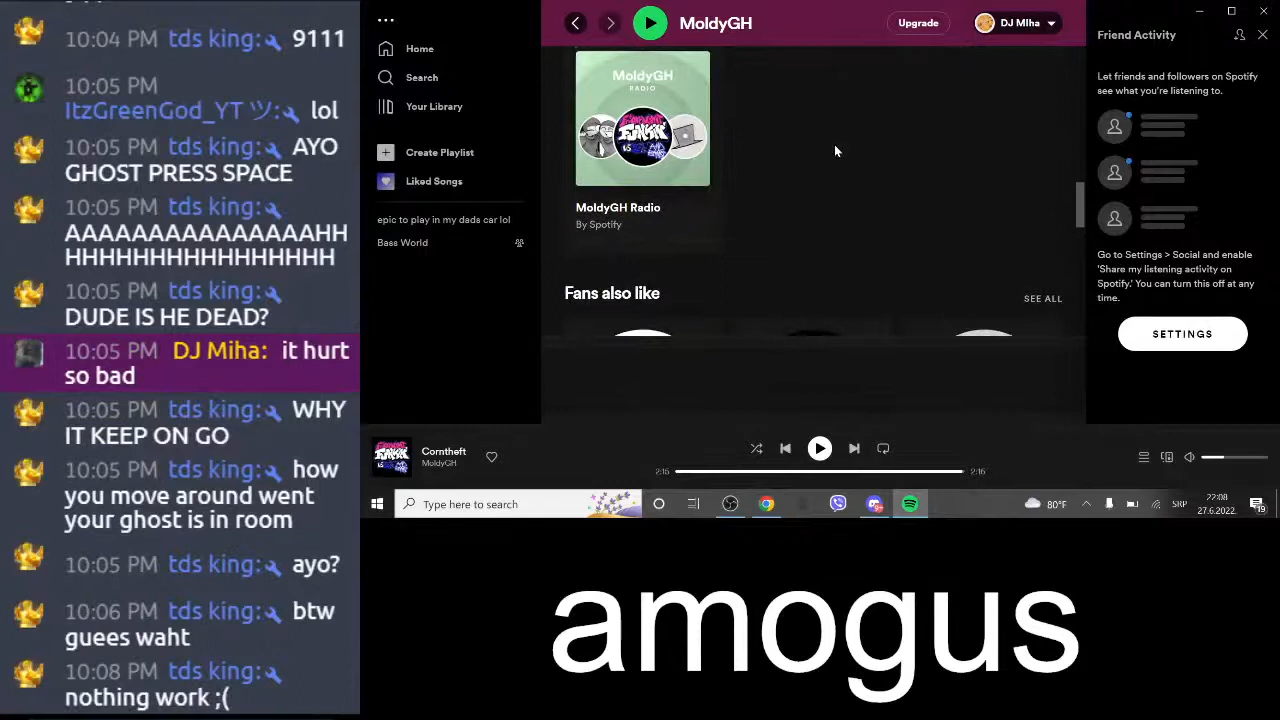 10:04 PM tds king: 9111
10:05 PM
ItzGreenGod_YT ツ: lol
10:05 PM tds king: AYO
GHOST PRESS SPACE
10:05 PM tds king:
AAAAAAAAAAAAAAAHH
HHHHHHHHHHHHHHHH
10:05 PM tds king:
DUDE IS HE DEAD?
10:05 PM DJ Miha: it hurt
so bad
10:05 PM tds king: WHY
IT KEEP ON GO
10:05 PM tds king: how
you move around went
your ghost is in room
10:05 PM tds king: ayo?
10:06 PM tds king: btw
guees waht
10:08 PM tds king:
nothing work ;(
Home
Search
Your Library
Create Playlist
Liked Songs
epic to play in my dads car lol
Bass World
MoldyGH
Upgrade
DJ MIha
MoldyGH
RADIO
MoldyGH Radio
By Spotify
Fans also like
SEE ALL
Friend Activity
Let friends and followers on Spotify
see what you're listening to.
Go to Settings > Social and enable
'Share my listening activity on
Spotify.' You can turn this off at any
time.
SETTINGS
Corntheft
MoldyGH
2:15
2:16
Type here to search
80°F
SRP
22:08
27.6.2022.
19
amogus